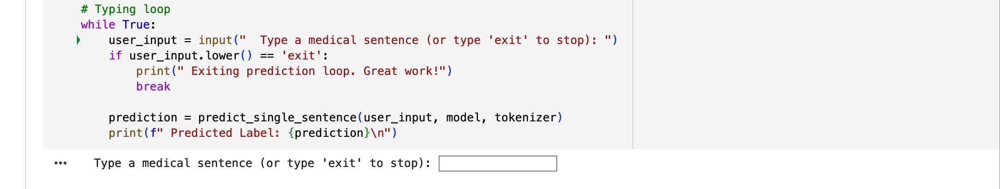 # Typing loop
while True:
    user_input = input("  Type a medical sentence (or type 'exit' to stop): ")
    if user_input.lower() == 'exit':
        print(" Exiting prediction loop. Great work!")
        break
    prediction = predict_single_sentence(user_input, model, tokenizer)
    print(f" Predicted Label: {prediction}\n")
Type a medical sentence (or type 'exit' to stop):